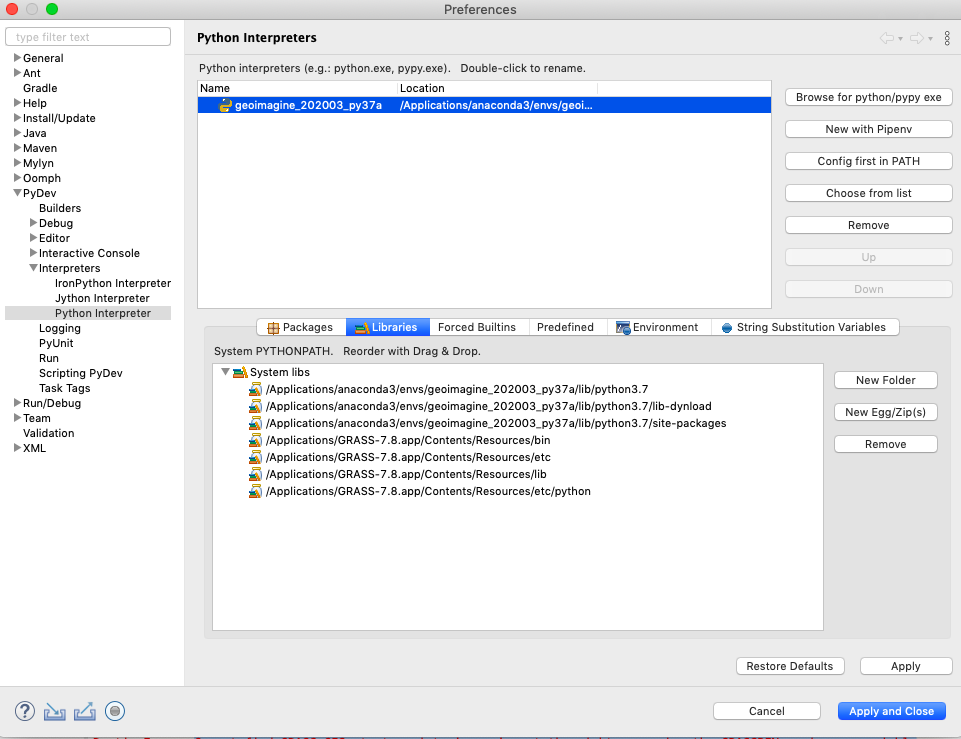 Preferences
type filter text
General
Ant
Gradle
Help
Install/Update
Java
Maven
Mylyn
Oomph
PyDev
Builders
Debug
Editor
Interactive Console
Interpreters
IronPython Interpreter
Jython Interpreter
Python Interpreter
Logging
PyUnit
Run
Scripting PyDev
Task Tags
Run/Debug
Team
Validation
XML
Python Interpreters
Python interpreters (e.g.: python.exe, pypy.exe).   Double-click to rename.
Name Location
geoimagine_202003_py37a /Applications/anaconda3/envs/geoi...
Browse for python/pypy exe
New with Pipenv
Config first in PATH
Choose from list
Remove
Up
Down
Packages Libraries Forced Builtins Predefined Environment String Substitution Variables
System PYTHONPATH.   Reorder with Drag & Drop.
System libs
/Applications/anaconda3/envs/geoimagine_202003_py37a/lib/python3.7
/Applications/anaconda3/envs/geoimagine_202003_py37a/lib/python3.7/lib-dynload
/Applications/anaconda3/envs/geoimagine_202003_py37a/lib/python3.7/site-packages
/Applications/GRASS-7.8.app/Contents/Resources/bin
/Applications/GRASS-7.8.app/Contents/Resources/etc
/Applications/GRASS-7.8.app/Contents/Resources/lib
/Applications/GRASS-7.8.app/Contents/Resources/etc/python
New Folder
New Egg/Zip(s)
Remove
Restore Defaults Apply
? Cancel Apply and Close